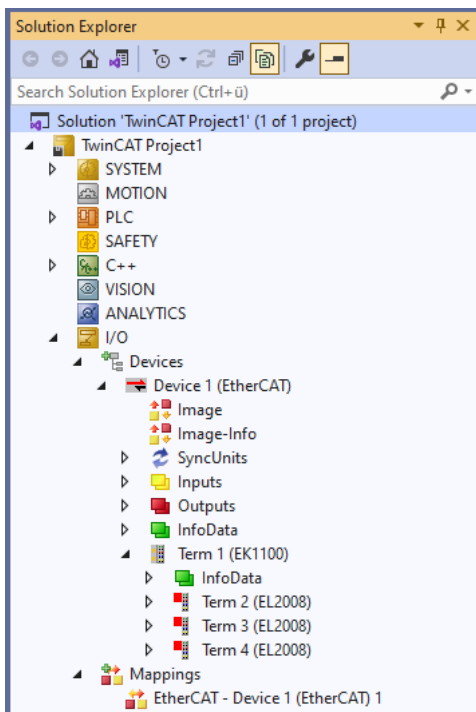 Solution Explorer
Search Solution Explorer (Ctrl+ü)
Solution 'TwinCAT Project1' (1 of 1 project)
TwinCAT Project1
SYSTEM
MOTION
PLC
SAFETY
C++
VISION
ANALYTICS
I/O
Devices
Device 1 (EtherCAT)
Image
Image-Info
SyncUnits
Inputs
Outputs
InfoData
Term 1 (EK1100)
InfoData
Term 2 (EL2008)
Term 3 (EL2008)
Term 4 (EL2008)
Mappings
EtherCAT - Device 1 (EtherCAT) 1